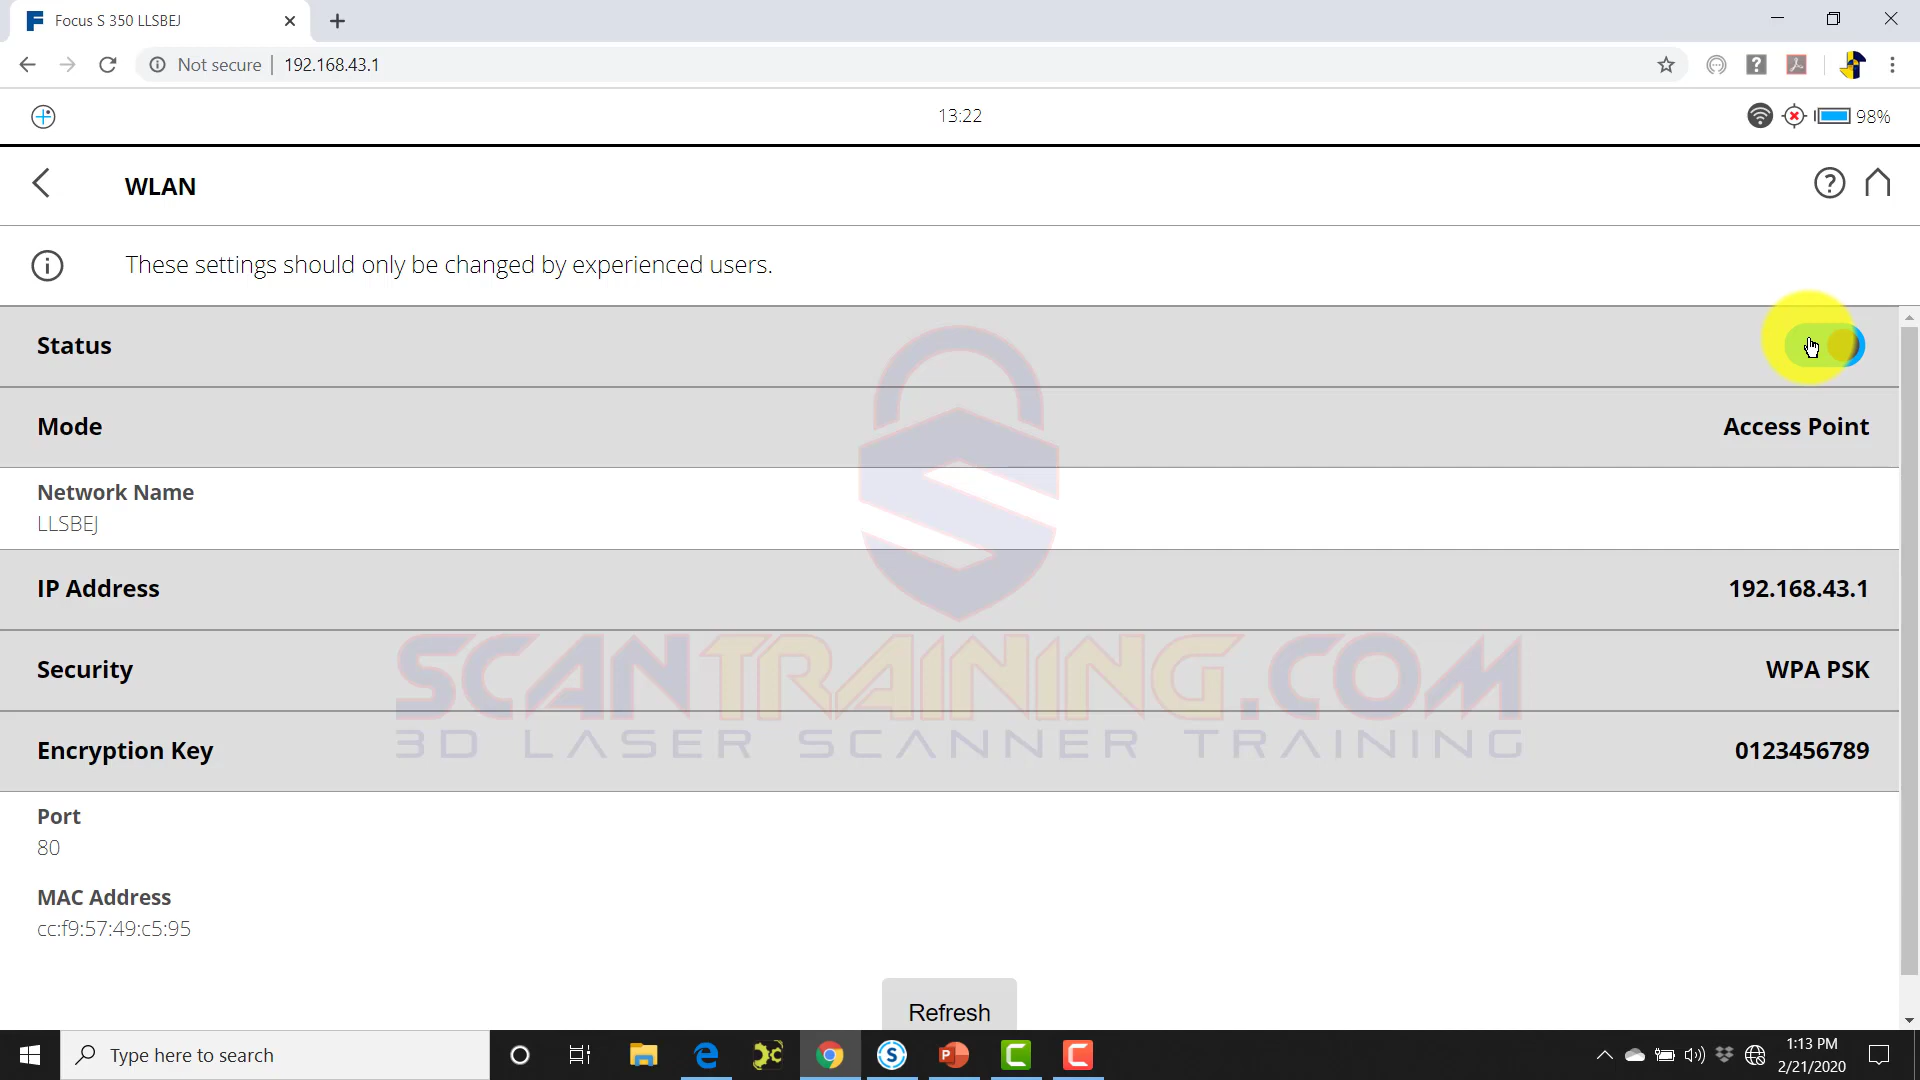 Focus S 350 LLSBEJ
Not secure | 192.168.43.1
13:22
98%
WLAN
These settings should only be changed by experienced users.
Status
Mode Access Point
Network Name
LLSBEJ
IP Address 192.168.43.1
Security WPA PSK
SCANTRAINING.COM
Encryption Key 0123456789
3D LASER SCANNER TRAINING
Port
80
MAC Address
cc:f9:57:49:c5:95
Refresh
Type here to search
1:13 PM
2/21/2020